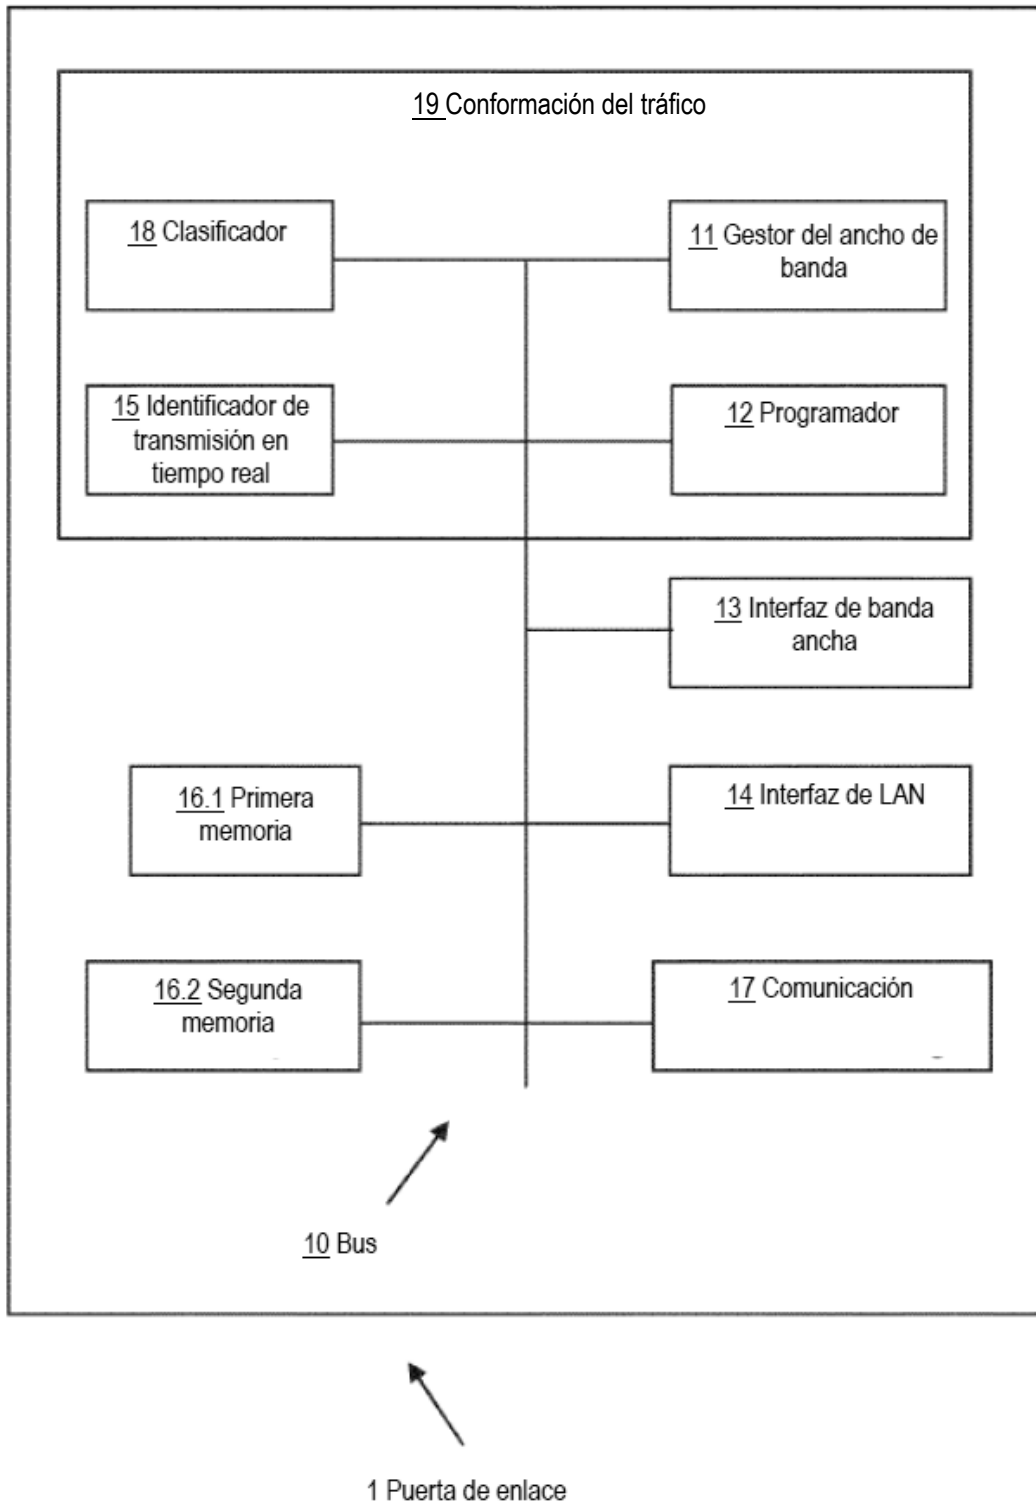 19 Conformación del tráfico
18 Clasificador
11 Gestor del ancho de
banda
15 Identificador de
transmisión en
tiempo real
12 Programador
13 Interfaz de banda
ancha
16.1 Primera
memoria
14 Interfaz de LAN
16.2 Segunda
memoria
17 Comunicación
10 Bus
1 Puerta de enlace